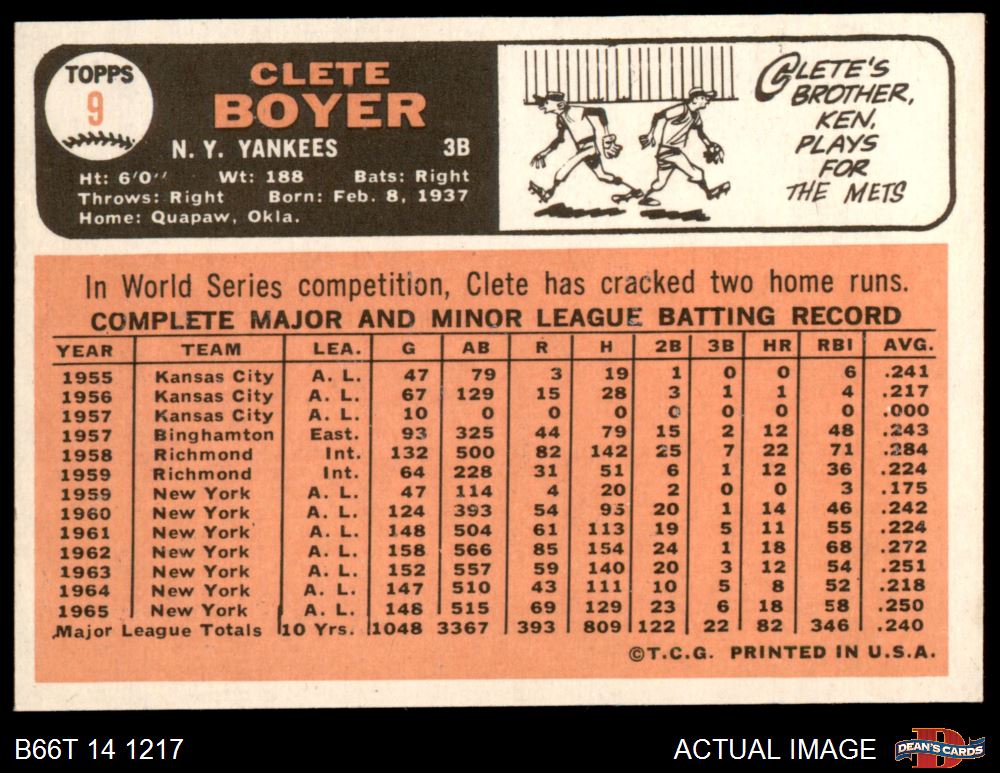 TOPPS
9
CLETE
BOYER
N. Y. YANKEES 3B
Ht: 6'0'' Wt: 188 Bats: Right
Throws: Right Born: Feb. 8, 1937
Home: Quapaw, Okla.
CLETE'S
BROTHER,
KEN,
PLAYS
FOR
THE METS
In World Series competition, Clete has cracked two home runs.
COMPLETE MAJOR AND MINOR LEAGUE BATTING RECORD
YEAR TEAM LEA. G AB R H 2B 3B HR RBI AVG.
1955 Kansas City A. L. 47 79 3 19 1 0 0 6 .241
1956 Kansas City A. L. 67 129 15 28 3 1 1 4 .217
1957 Kansas City A. L. 10 0 0 0 0 0 0 0 .000
1957 Binghamton East. 93 325 44 79 15 2 12 48 .243
1958 Richmond Int. 132 500 82 142 25 7 22 71 .284
1959 Richmond Int. 64 228 31 51 6 1 12 36 .224
1959 New York A. L. 47 114 4 20 2 0 0 3 .175
1960 New York A. L. 124 393 54 95 20 1 14 46 .242
1961 New York A. L. 148 504 61 113 19 5 11 55 .224
1962 New York A. L. 158 566 85 154 24 1 18 68 .272
1963 New York A. L. 152 557 59 140 20 3 12 54 .251
1964 New York A. L. 147 510 43 111 10 5 8 52 .218
1965 New York A. L. 148 515 69 129 23 6 18 58 .250
Major League Totals 10 Yrs. 1048 3367 393 809 122 22 82 346 .240
©T.C.G. PRINTED IN U.S.A.
B66T 14 1217 ACTUAL IMAGE
D
DEAN'S CARDS